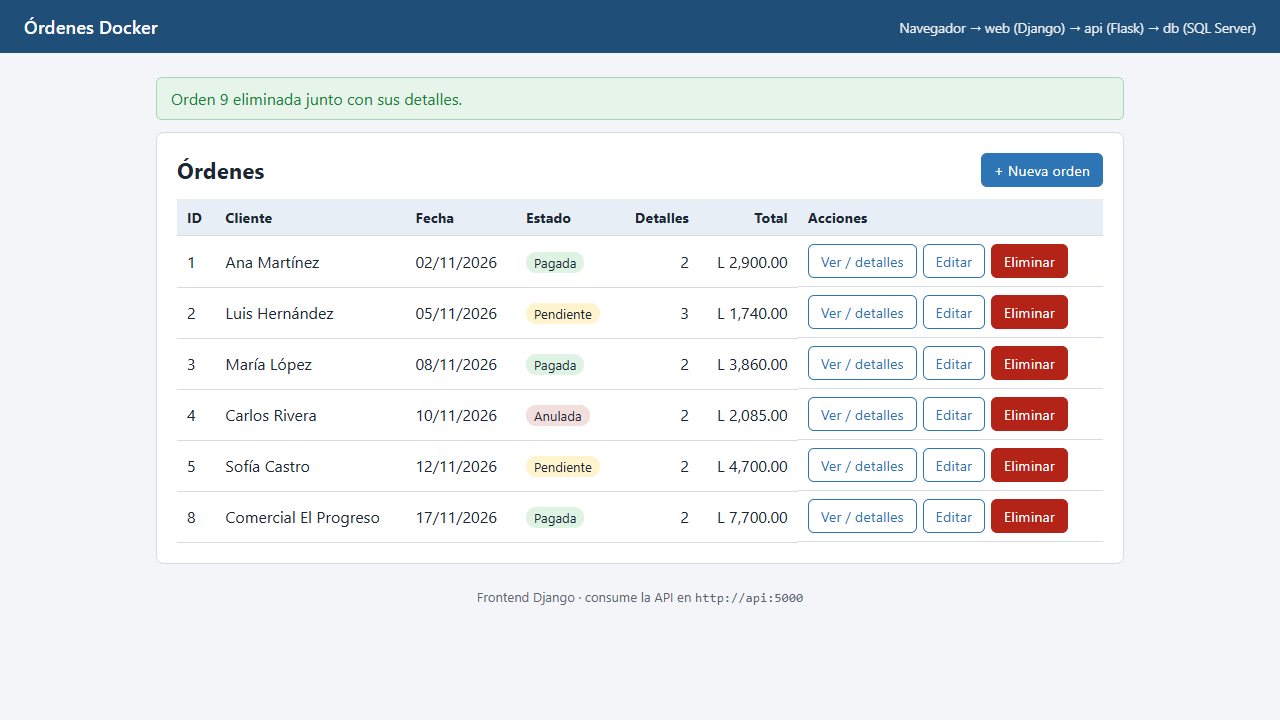 Órdenes Docker
Navegador → web (Django) → api (Flask) → db (SQL Server)
Orden 9 eliminada junto con sus detalles.
Órdenes
+ Nueva orden
ID Cliente Fecha Estado Detalles Total Acciones
1 Ana Martínez 02/11/2026 Pagada 2 L 2,900.00 Ver / detalles Editar Eliminar
2 Luis Hernández 05/11/2026 Pendiente 3 L 1,740.00 Ver / detalles Editar Eliminar
3 María López 08/11/2026 Pagada 2 L 3,860.00 Ver / detalles Editar Eliminar
4 Carlos Rivera 10/11/2026 Anulada 2 L 2,085.00 Ver / detalles Editar Eliminar
5 Sofía Castro 12/11/2026 Pendiente 2 L 4,700.00 Ver / detalles Editar Eliminar
8 Comercial El Progreso 17/11/2026 Pagada 2 L 7,700.00 Ver / detalles Editar Eliminar
Frontend Django · consume la API en http://api:5000